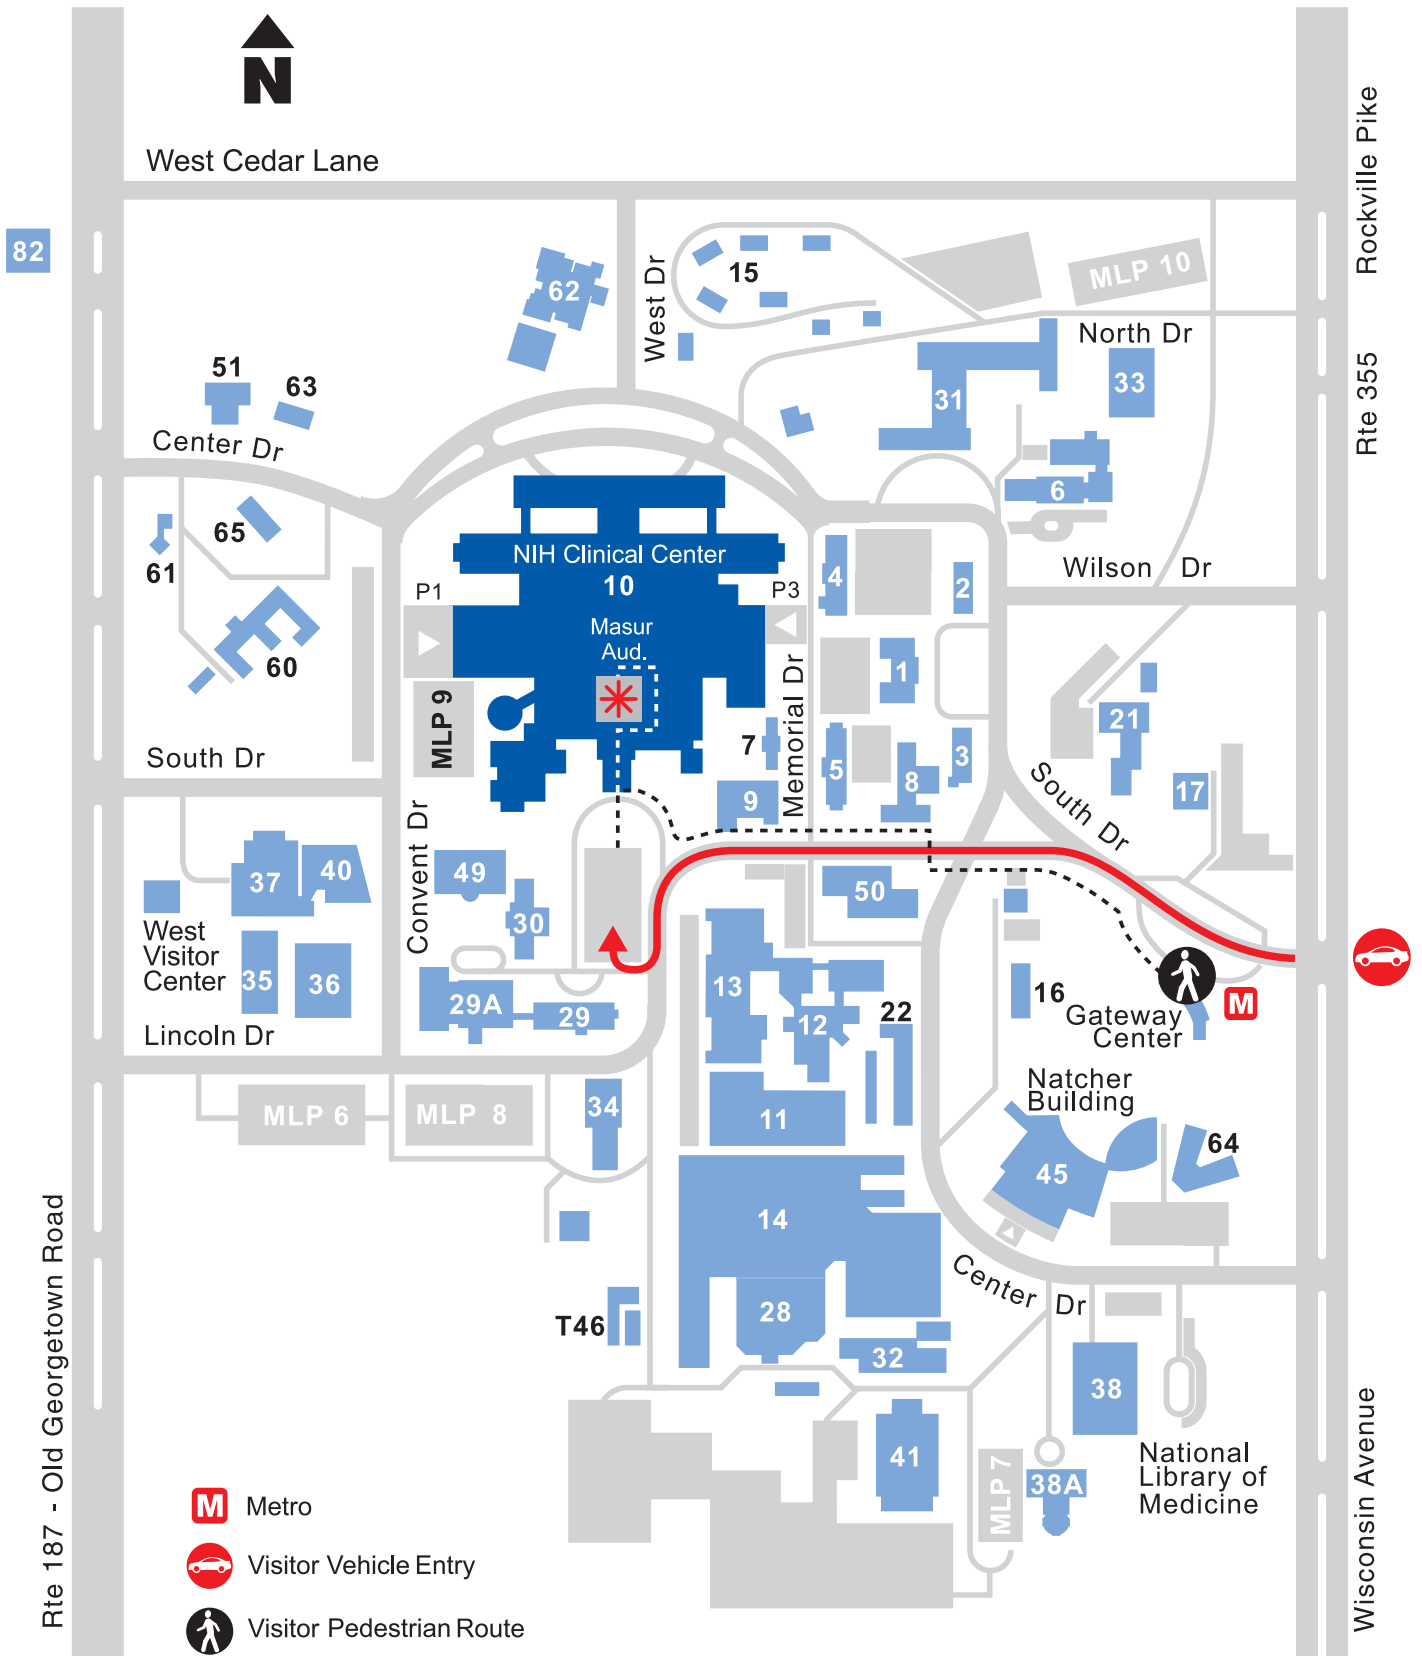 N
West Cedar Lane
Rockville Pike
82
62
West Dr
15
MLP 10
North Dr
33
31
51
63
Center Dr
Rte 355
6
65
61
NIH Clinical Center
10
P1
P3
4
2
Wilson Dr
Masur
Aud.
60
1
MLP 9
Memorial Dr
7
5
3
8
21
South Dr
9
South Dr
17
Convent Dr
49
40
37
50
30
West
Visitor
Center
35
36
13
29A
29
12
22
16
M
Gateway
Center
Lincoln Dr
Natcher
Building
MLP 6
MLP 8
34
11
64
45
14
Center Dr
28
T46
32
38
Rte 187 - Old Georgetown Road
41
MLP 7
38A
National
Library of
Medicine
Wisconsin Avenue
M Metro
Visitor Vehicle Entry
Visitor Pedestrian Route